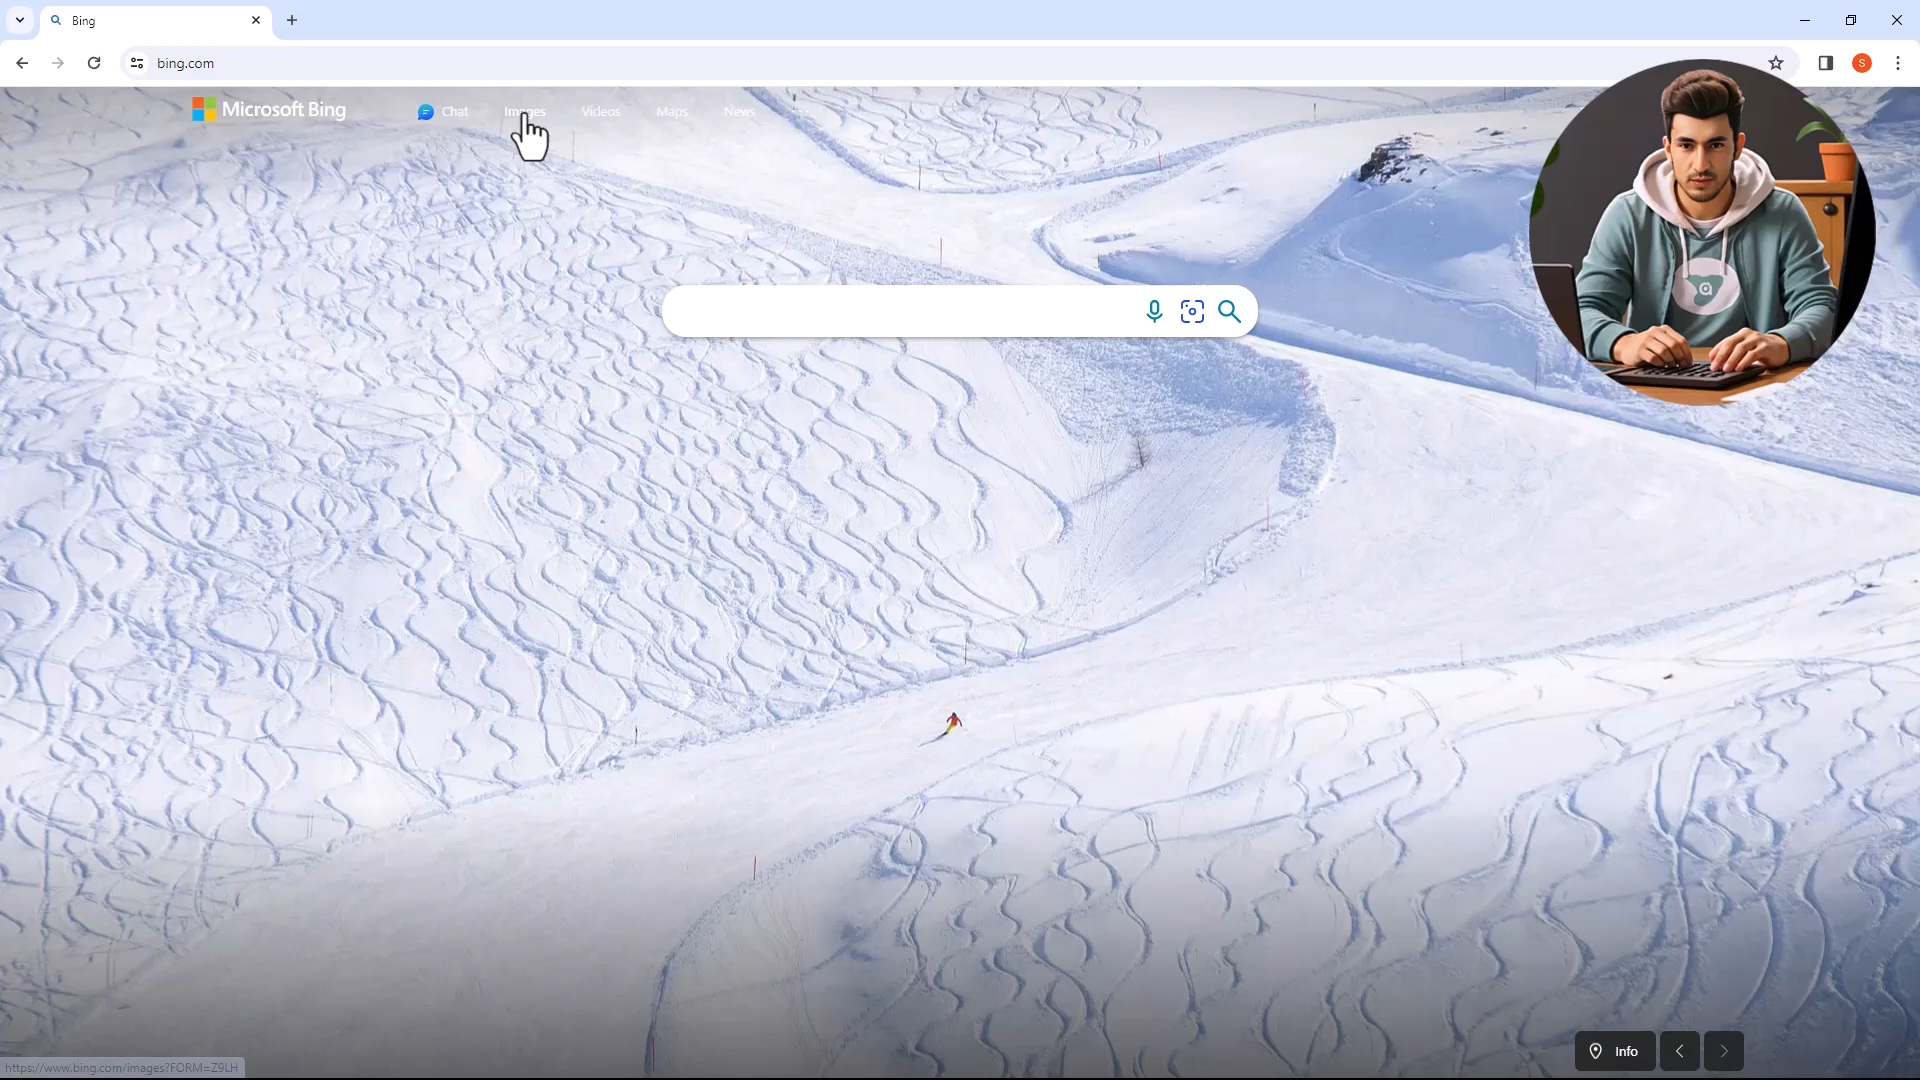 Bing
bing.com
S
Microsoft Bing
Chat
Images
Videos
Maps
News
Info
https://www.bing.com/images?FORM=Z9LH